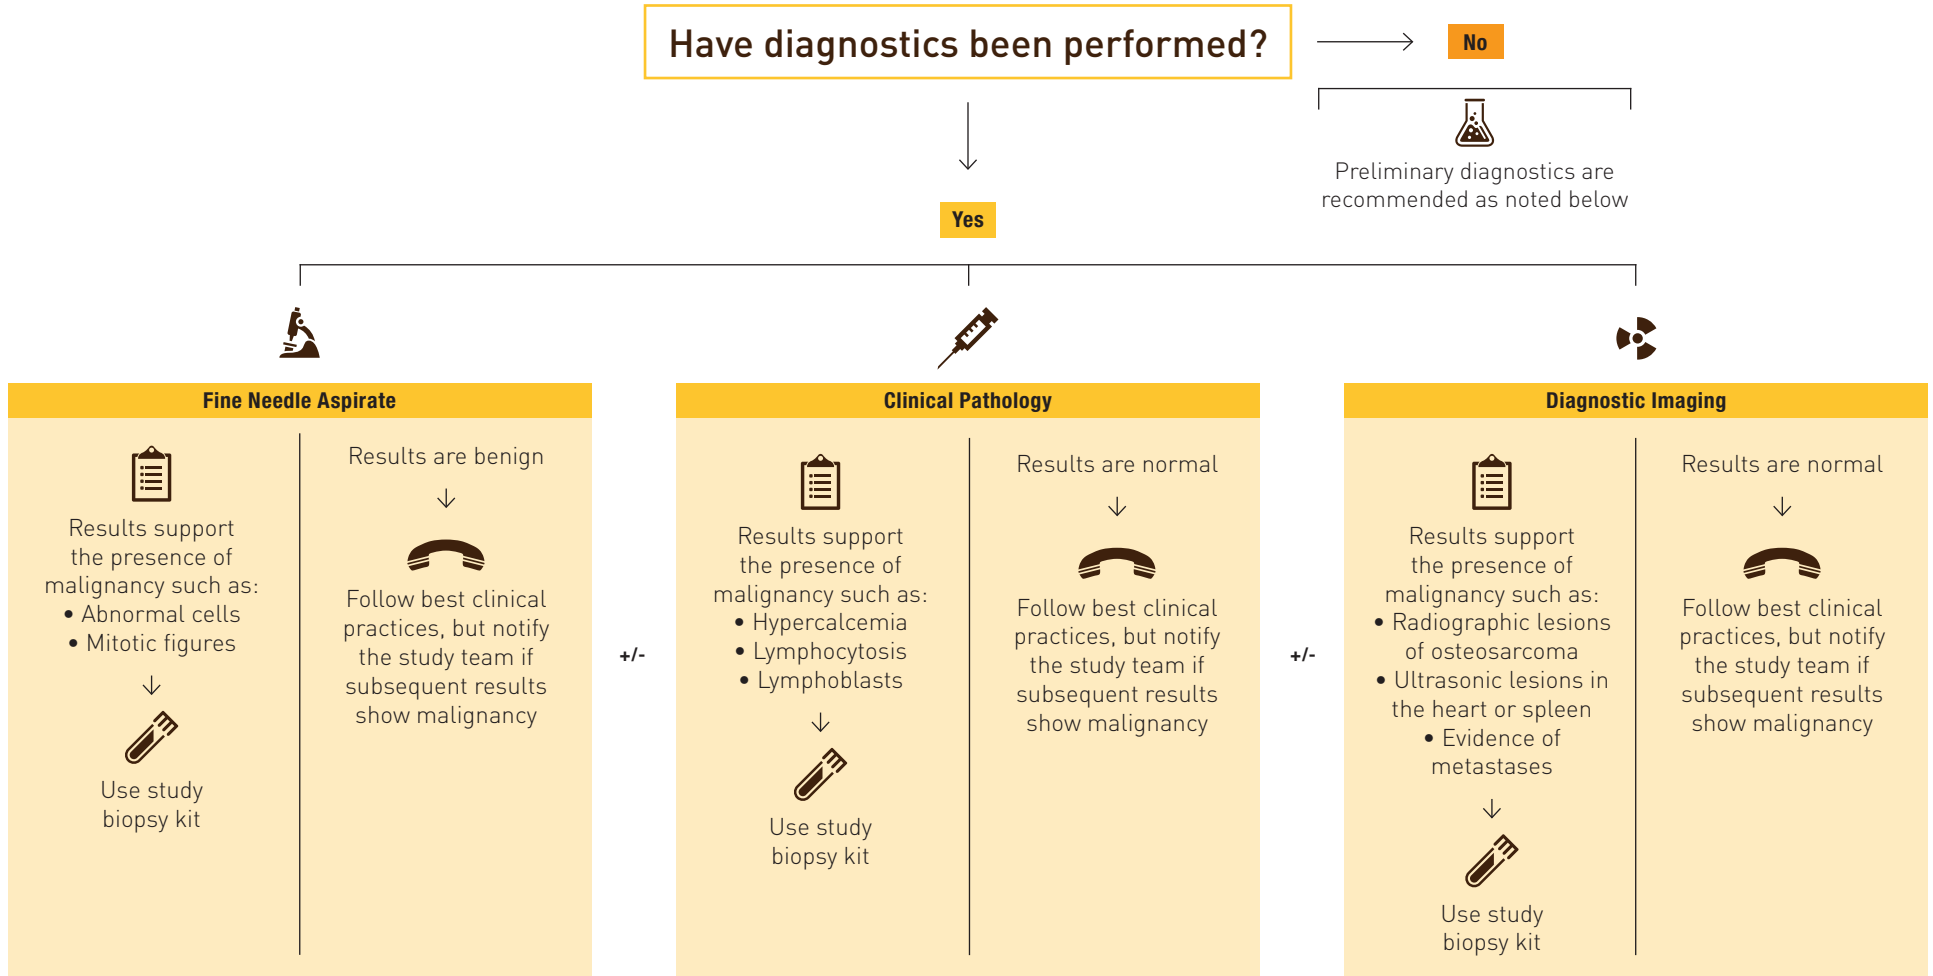 Have diagnostics been performed?
No
Preliminary diagnostics are
recommended as noted below
Yes
Fine Needle Aspirate
Results support
the presence of
malignancy such as:
• Abnormal cells
• Mitotic figures
Use study
biopsy kit
Results are benign
Follow best clinical
practices, but notify
the study team if
subsequent results
show malignancy
+/-
Clinical Pathology
Results support
the presence of
malignancy such as:
• Hypercalcemia
• Lymphocytosis
• Lymphoblasts
Use study
biopsy kit
Results are normal
Follow best clinical
practices, but notify
the study team if
subsequent results
show malignancy
+/-
Diagnostic Imaging
Results support
the presence of
malignancy such as:
• Radiographic lesions
of osteosarcoma
• Ultrasonic lesions in
the heart or spleen
• Evidence of
metastases
Use study
biopsy kit
Results are normal
Follow best clinical
practices, but notify
the study team if
subsequent results
show malignancy